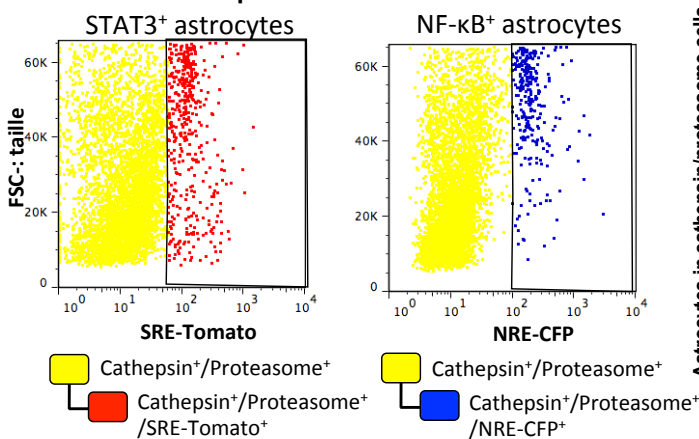 STAT3⁺ astrocytes
60K
40K
20K
0
FSC-: taille
10⁰ 10¹ 10² 10³ 10⁴
SRE-Tomato
Cathepsin⁺/Proteasome⁺
Cathepsin⁺/Proteasome⁺
/SRE-Tomato⁺
NF-κB⁺ astrocytes
60K
40K
20K
0
10⁰ 10¹ 10² 10³ 10⁴
NRE-CFP
Cathepsin⁺/Proteasome⁺
Cathepsin⁺/Proteasome⁺
/NRE-CFP⁺